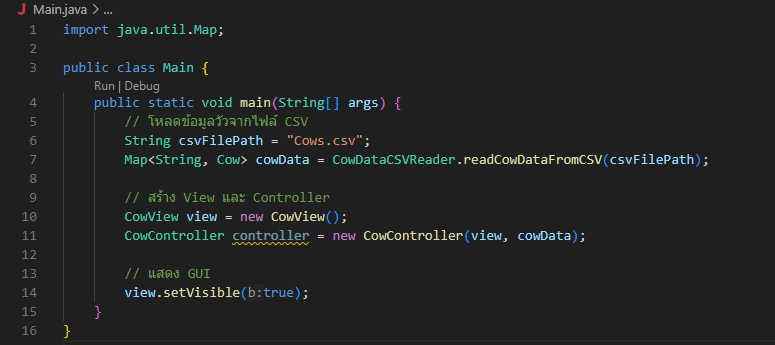 J Main.java > ...
1 import java.util.Map;
2
3 public class Main {
Run | Debug
4 public static void main(String[] args) {
5 // โหลดข้อมูลวัวจากไฟล์ CSV
6 String csvFilePath = "Cows.csv";
7 Map<String, Cow> cowData = CowDataCSVReader.readCowDataFromCSV(csvFilePath);
8
9 // สร้าง View และ Controller
10 CowView view = new CowView();
11 CowController controller = new CowController(view, cowData);
12
13 // แสดง GUI
14 view.setVisible(b:true);
15 }
16 }